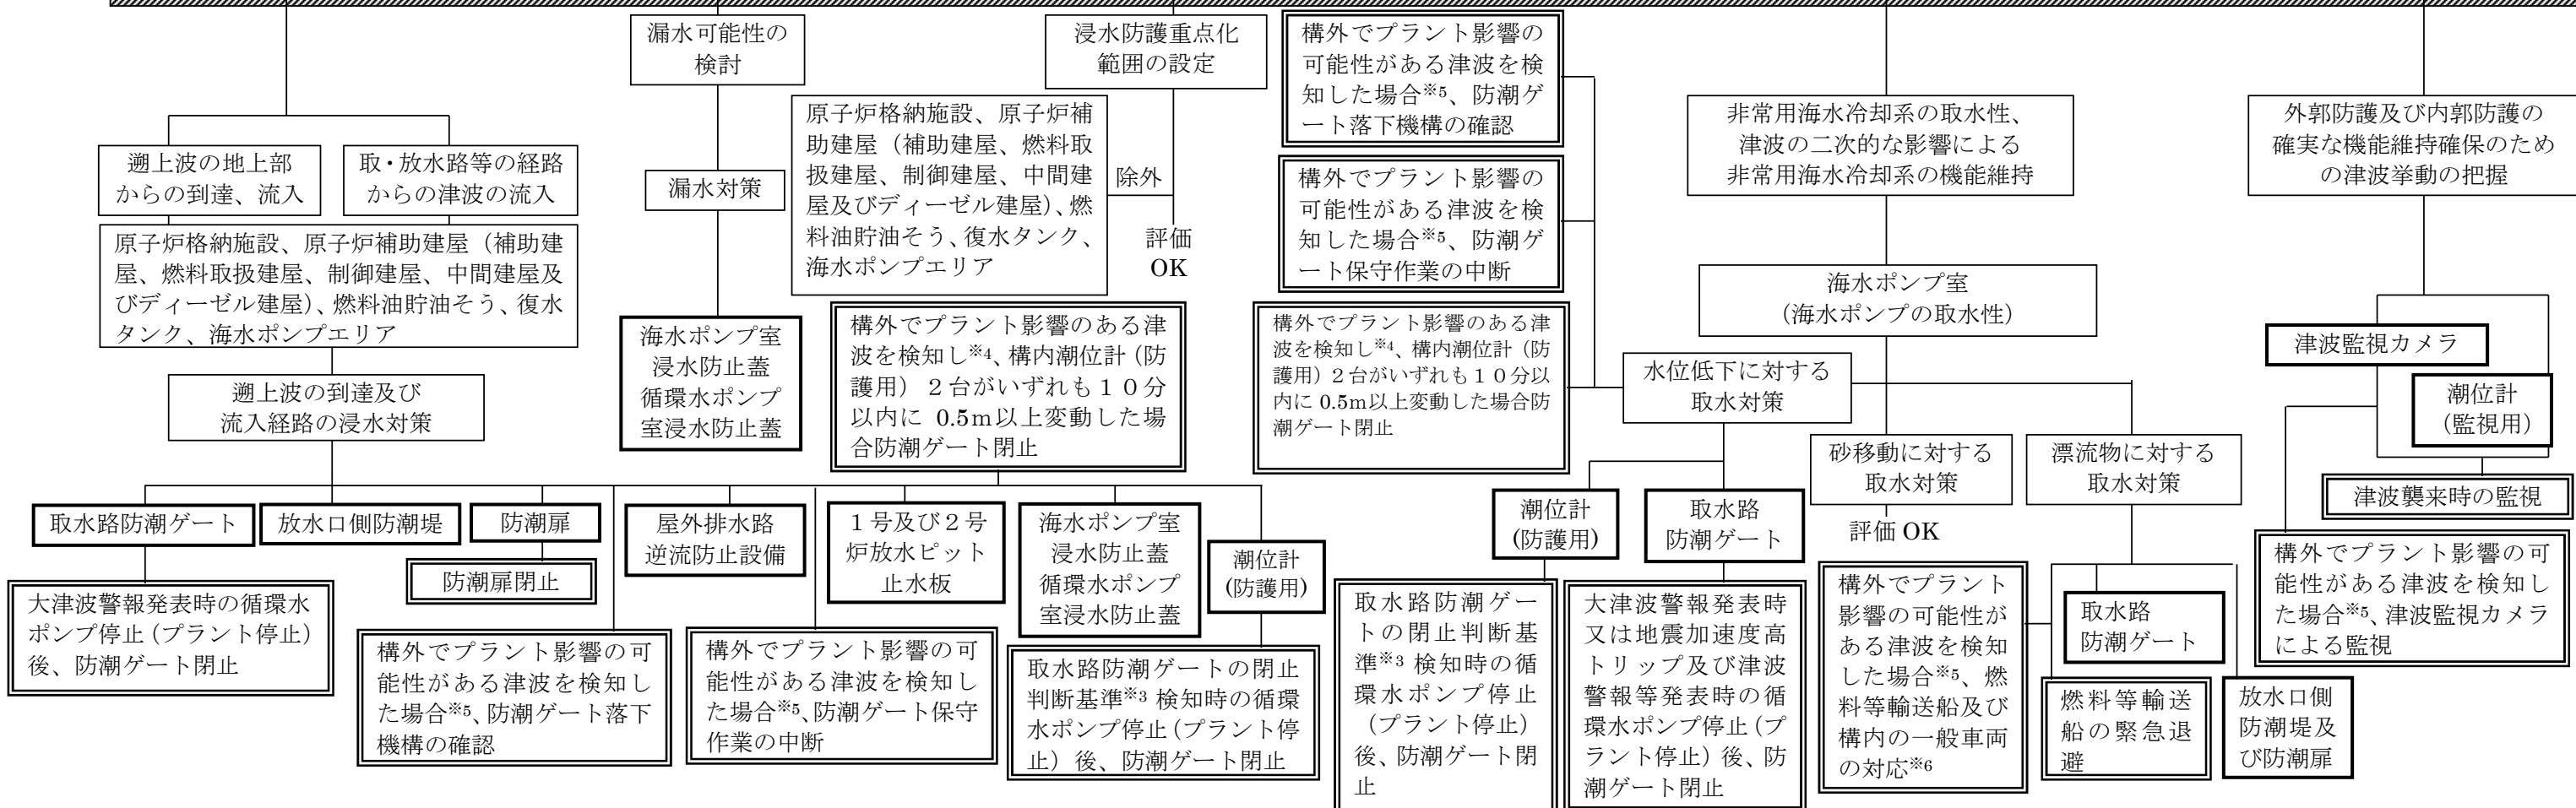 漏水可能性の
検討
浸水防護重点化
範囲の設定
構外でプラント影響の
可能性がある津波を検
知した場合※5、防潮ゲ
ート落下機構の確認
遡上波の地上部
からの到達、流入
取・放水路等の経路
からの津波の流入
漏水対策
原子炉格納施設、原子炉補
助建屋（補助建屋、燃料取
扱建屋、制御建屋、中間建
屋及びディーゼル建屋）、燃
料油貯油そう、復水タンク、
海水ポンプエリア
除外
評価
OK
構外でプラント影響の
可能性がある津波を検
知した場合※5、防潮ゲ
ート保守作業の中断
非常用海水冷却系の取水性、
津波の二次的な影響による
非常用海水冷却系の機能維持
外郭防護及び内郭防護の
確実な機能維持確保のため
の津波挙動の把握
原子炉格納施設、原子炉補助建屋（補助建
屋、燃料取扱建屋、制御建屋、中間建屋及
びディーゼル建屋）、燃料油貯油そう、復水
タンク、海水ポンプエリア
海水ポンプ室
（海水ポンプの取水性）
遡上波の到達及び
流入経路の浸水対策
海水ポンプ室
浸水防止蓋
循環水ポンプ
室浸水防止蓋
構外でプラント影響のある津
波を検知し※4、構内潮位計（防
護用）２台がいずれも１０分
以内に 0.5m以上変動した場
合防潮ゲート閉止
構外でプラント影響のある津
波を検知し※4、構内潮位計（防
護用）２台がいずれも１０分以
内に 0.5m以上変動した場合防
潮ゲート閉止
水位低下に対する
取水対策
砂移動に対する
取水対策
評価 OK
漂流物に対する
取水対策
津波監視カメラ
潮位計
（監視用）
津波襲来時の監視
取水路防潮ゲート
放水口側防潮堤
防潮扉
防潮扉閉止
屋外排水路
逆流防止設備
１号及び２号
炉放水ピット
止水板
海水ポンプ室
浸水防止蓋
循環水ポンプ
室浸水防止蓋
潮位計
(防護用)
潮位計
(防護用)
取水路
防潮ゲート
大津波警報発表時の循環水
ポンプ停止（プラント停止）
後、防潮ゲート閉止
構外でプラント影響の可
能性がある津波を検知し
た場合※5、防潮ゲート落下
機構の確認
構外でプラント影響の可
能性がある津波を検知し
た場合※5、防潮ゲート保守
作業の中断
取水路防潮ゲートの閉止
判断基準※3 検知時の循環
水ポンプ停止（プラント停
止）後、防潮ゲート閉止
取水路防潮ゲー
トの閉止判断基
準※3 検知時の循
環水ポンプ停止
（プラント停止）
後、防潮ゲート閉
止
大津波警報発表時
又は地震加速度高
トリップ及び津波
警報等発表時の循
環水ポンプ停止（プ
ラント停止）後、防
潮ゲート閉止
構外でプラント
影響の可能性が
ある津波を検知
した場合※5、燃
料等輸送船及び
構内の一般車両
の対応※6
取水路
防潮ゲート
燃料等輸送
船の緊急退
避
放水口側
防潮堤及
び防潮扉
構外でプラント影響の可
能性がある津波を検知し
た場合※5、津波監視カメラ
による監視